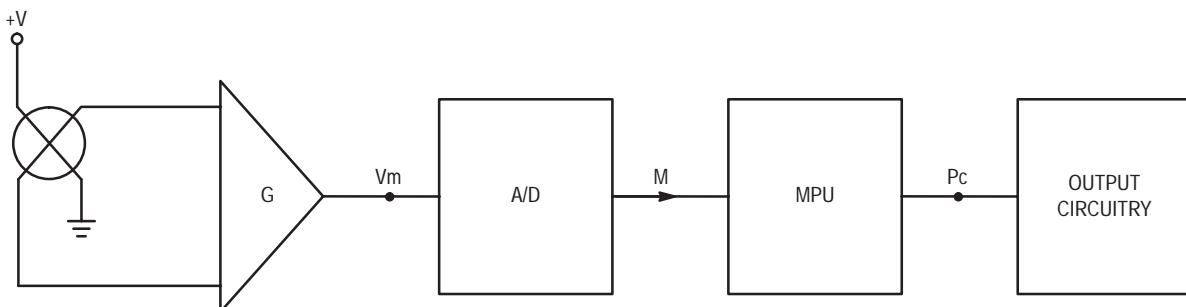 +V
G
Vm
A/D
M
MPU
Pc
OUTPUT
CIRCUITRY